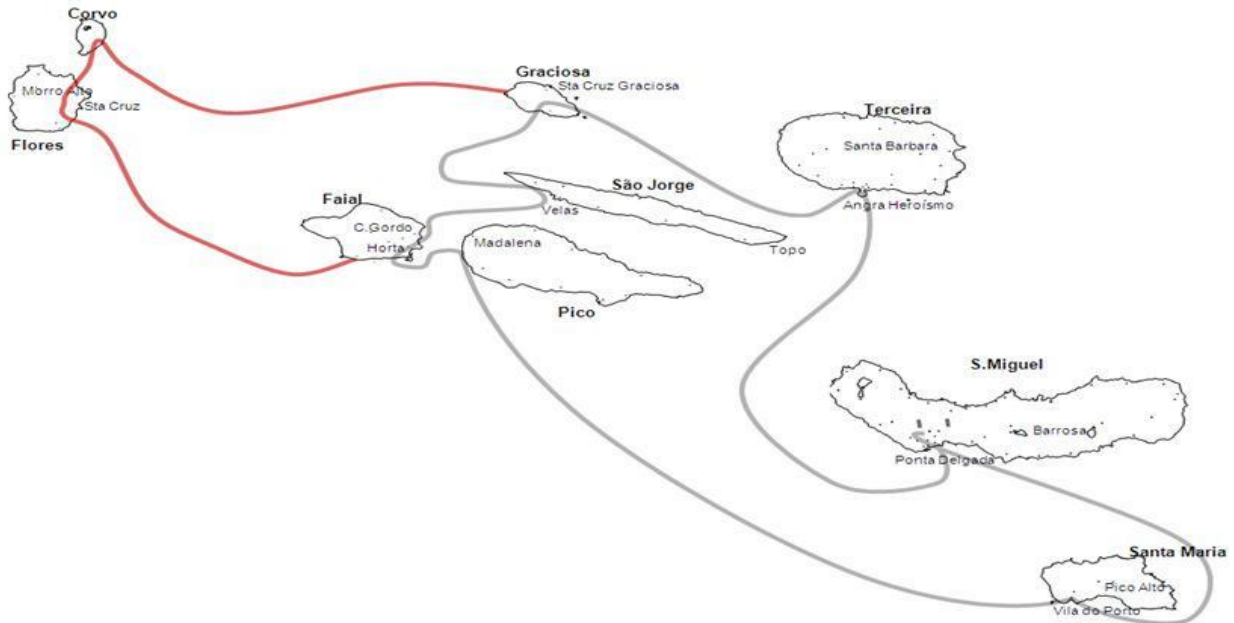 Corvo
Morro Alto
Sta Cruz
Flores
Graciosa
Sta Cruz Graciosa
Terceira
Santa Barbara
Angra Heroísmo
São Jorge
Velas
Topo
Faial
C.Gordo
Horta
Madalena
Pico
S.Miguel
Barrosa
Ponta Delgada
Santa Maria
Pico Alto
Vila do Porto